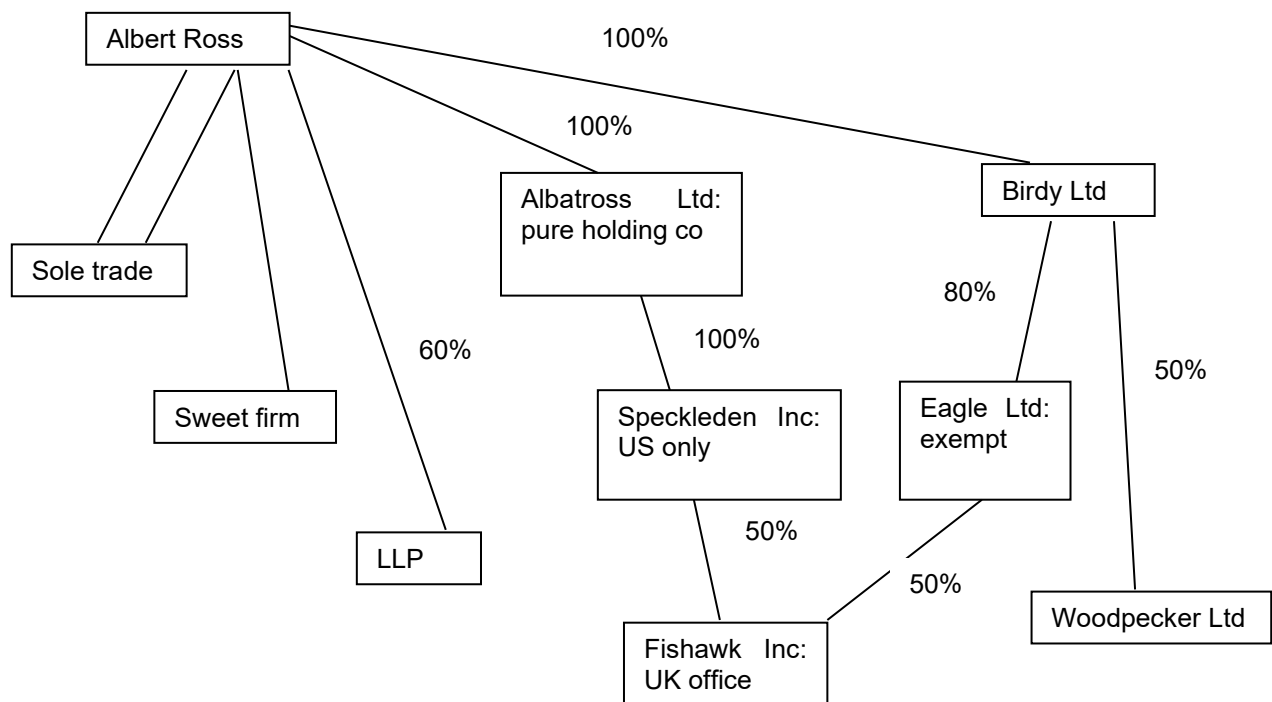 Albert Ross
100%
100%
Albatross Ltd:
pure holding co
Birdy Ltd
Sole trade
80%
100%
60%
50%
Sweet firm
Speckleden Inc:
US only
Eagle Ltd:
exempt
50%
LLP
50%
Woodpecker Ltd
Fishawk Inc:
UK office